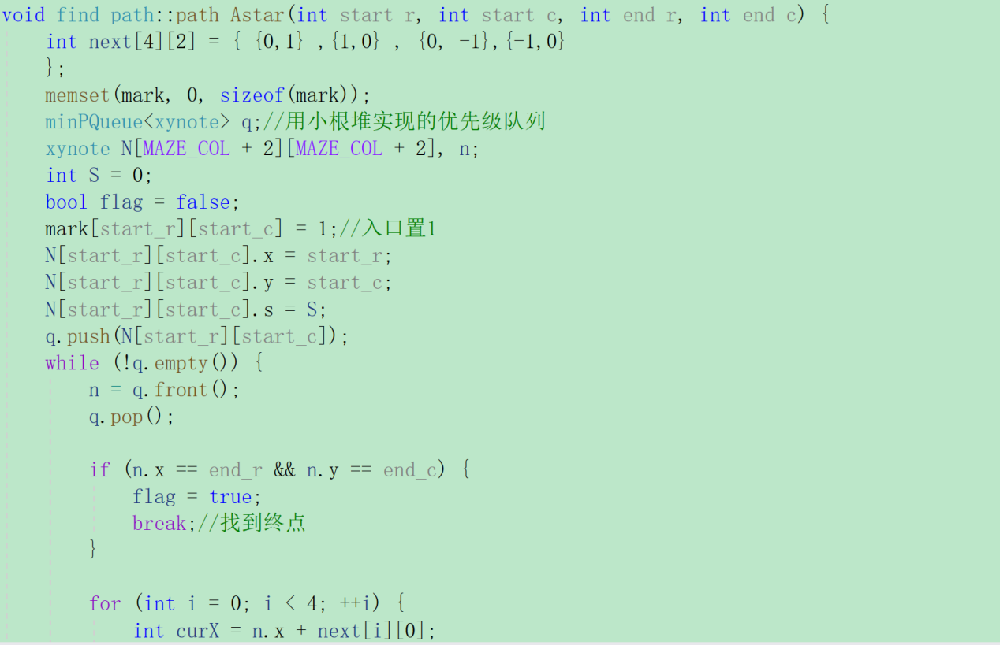 void find_path::path_Astar(int start_r, int start_c, int end_r, int end_c) {
    int next[4][2] = { {0,1} ,{1,0} , {0, -1},{-1,0}
    };
    memset(mark, 0, sizeof(mark));
    minPQueue<xynote> q;//用小根堆实现的优先级队列
    xynote N[MAZE_COL + 2][MAZE_COL + 2], n;
    int S = 0;
    bool flag = false;
    mark[start_r][start_c] = 1;//入口置1
    N[start_r][start_c].x = start_r;
    N[start_r][start_c].y = start_c;
    N[start_r][start_c].s = S;
    q.push(N[start_r][start_c]);
    while (!q.empty()) {
        n = q.front();
        q.pop();

        if (n.x == end_r && n.y == end_c) {
            flag = true;
            break;//找到终点
        }

        for (int i = 0; i < 4; ++i) {
            int curX = n.x + next[i][0];